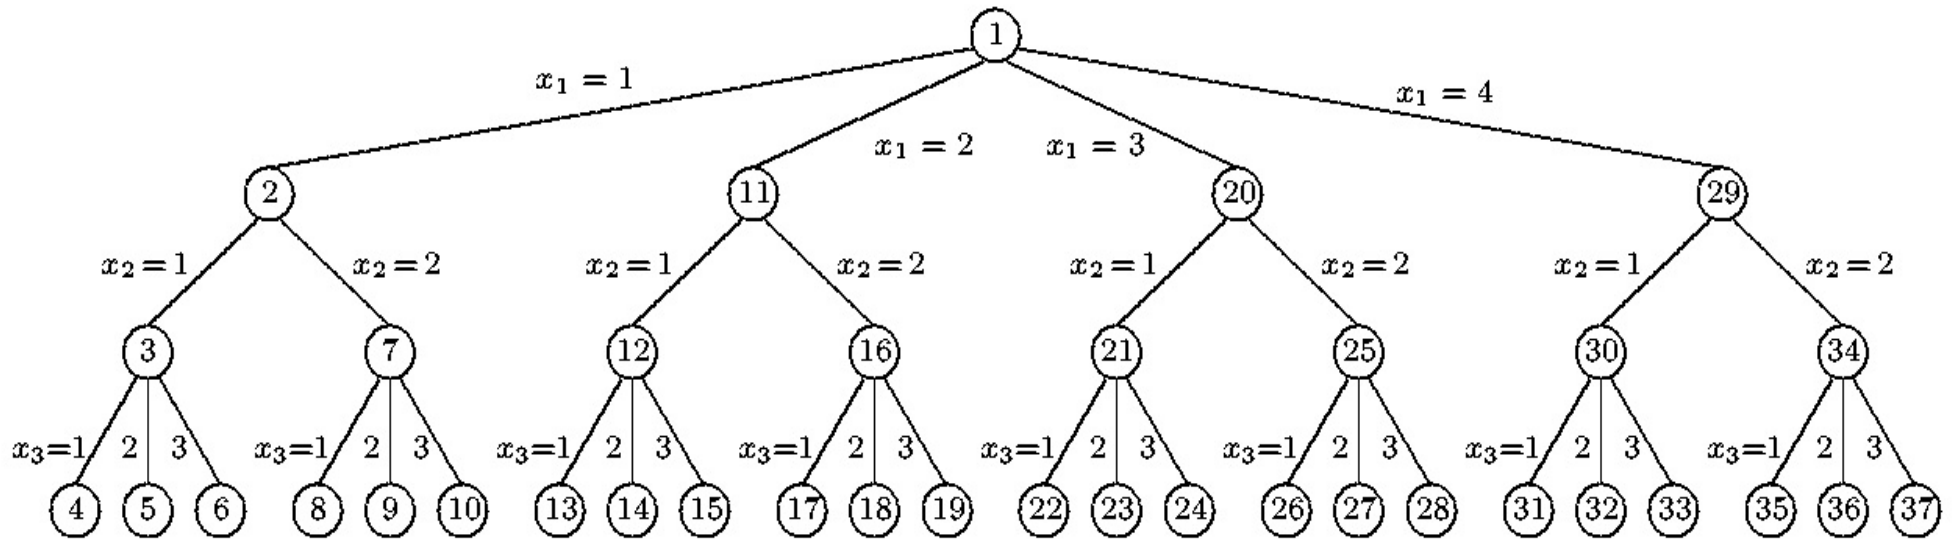 1
x₁ = 1
x₁ = 4
x₁ = 2
x₁ = 3
2
11
20
29
x₂=1
x₂=2
x₂=1
x₂=2
x₂=1
x₂=2
x₂=1
x₂=2
3
7
12
16
21
25
30
34
x₃=1 2 3
x₃=1 2 3
x₃=1 2 3
x₃=1 2 3
x₃=1 2 3
x₃=1 2 3
x₃=1 2 3
x₃=1 2 3
4
5
6
8
9
10
13
14
15
17
18
19
22
23
24
26
27
28
31
32
33
35
36
37